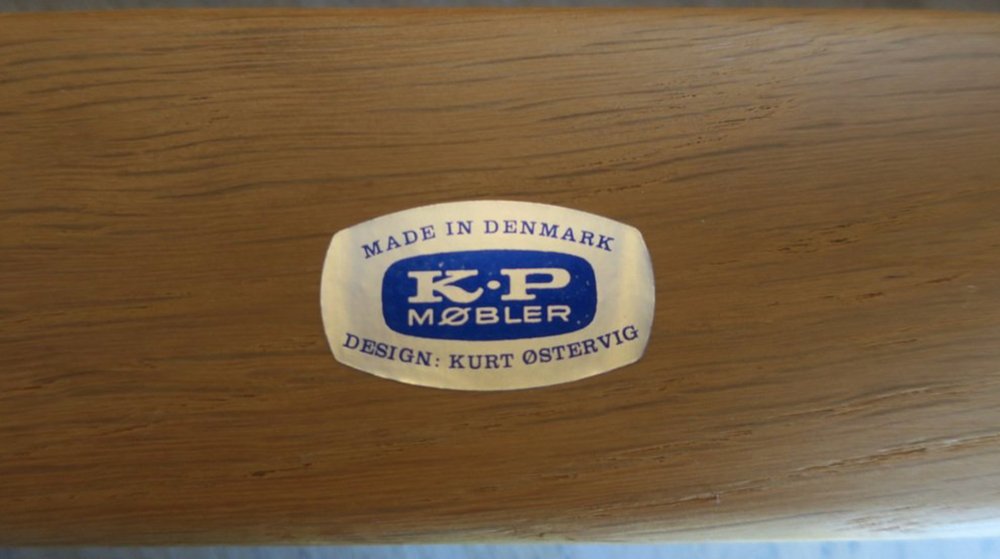 MADE IN DENMARK
K·P
MØBLER
DESIGN: KURT ØSTERVIG